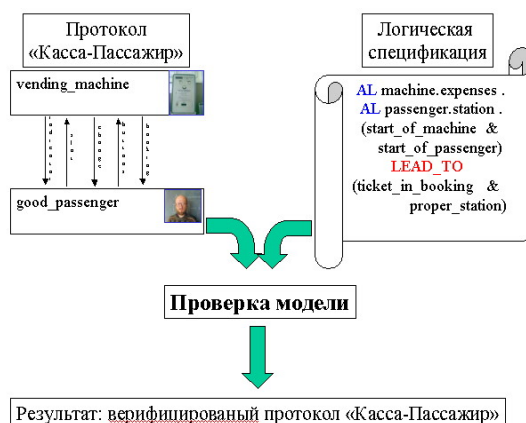 Протокол
«Касса-Пассажир»
Логическая
спецификация
vending_machine
good_passenger
AL machine.expenses .
AL passenger.station .
(start_of_machine &
start_of_passenger)
LEAD_TO
(ticket_in_booking &
proper_station)
Проверка модели
Результат: верифицированый протокол «Касса-Пассажир»